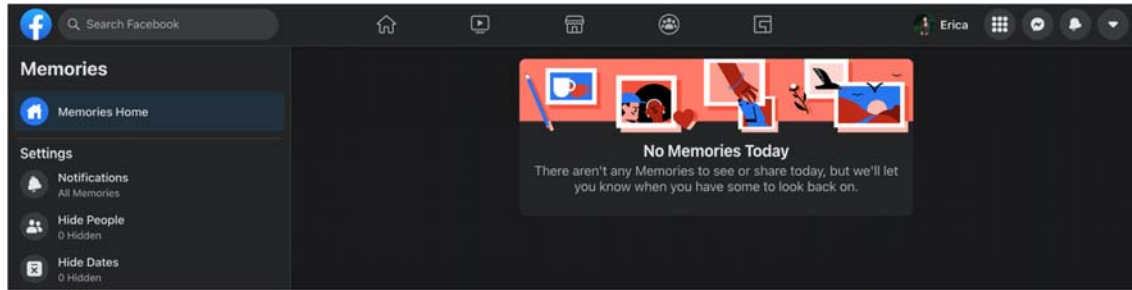 Search Facebook
Erica
Memories
Memories Home
Settings
Notifications
All Memories
Hide People
0 Hidden
Hide Dates
0 Hidden
No Memories Today
There aren't any Memories to see or share today, but we'll let
you know when you have some to look back on.